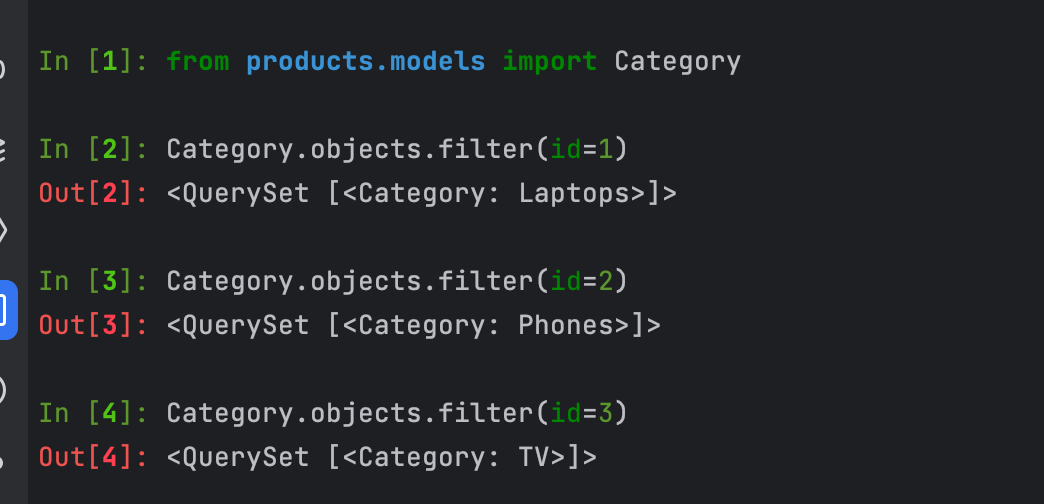 In [1]: from products.models import Category
In [2]: Category.objects.filter(id=1)
Out[2]: <QuerySet [<Category: Laptops>]>
In [3]: Category.objects.filter(id=2)
Out[3]: <QuerySet [<Category: Phones>]>
In [4]: Category.objects.filter(id=3)
Out[4]: <QuerySet [<Category: TV>]>